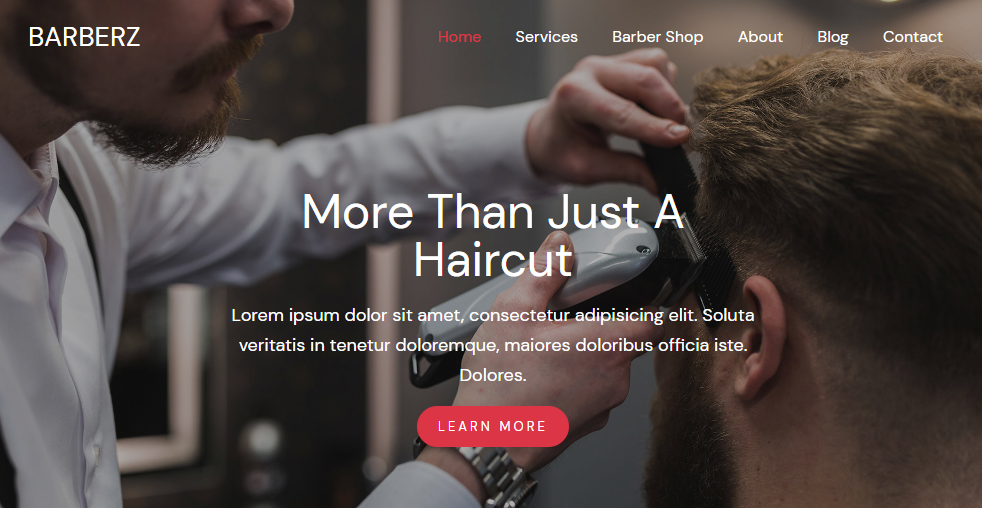 BARBERZ
Home Services Barber Shop About Blog Contact
More Than Just A
Haircut
Lorem ipsum dolor sit amet, consectetur adipisicing elit. Soluta
veritatis in tenetur doloremque, maiores doloribus officia iste.
Dolores.
LEARN MORE